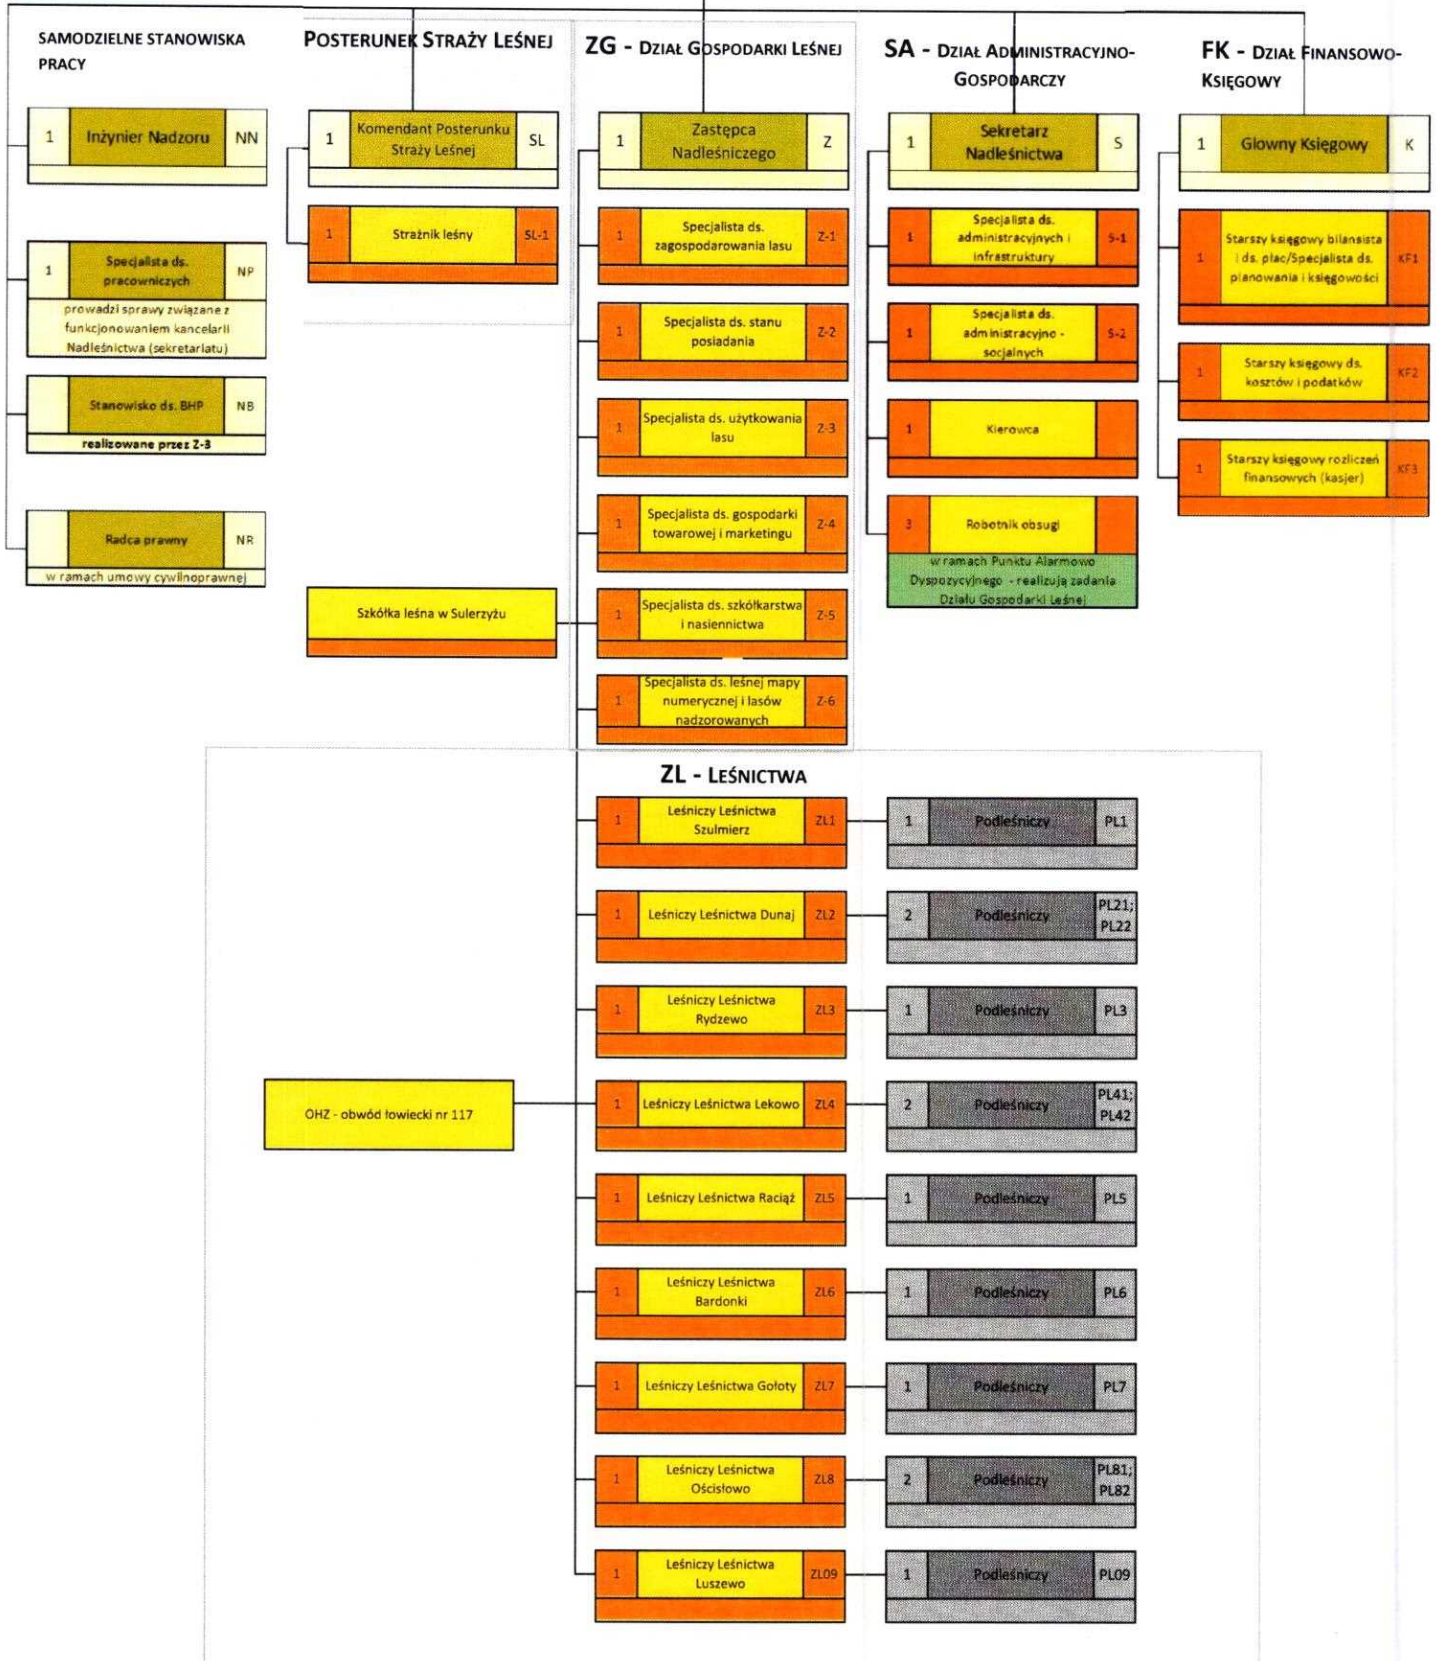 SAMODZIELNE STANOWISKA
PRACY
1 Inżynier Nadzoru NN
1 Specjalista ds. NP
pracowniczych
prowadzi sprawy związane z
funkcjonowaniem kancelarii
Nadleśnictwa (sekretariatu)
Stanowisko ds. BHP NB
realizowane przez Z-3
Radca prawny NR
w ramach umowy cywilnoprawnej
POSTERUNEK STRAŻY LEŚNEJ
1 Komendant Posterunku SL
Straży Leśnej
1 Strażnik leśny SL-1
Szkółka leśna w Sulerzyżu
ZG - DZIAŁ GOSPODARKI LEŚNEJ
1 Zastępca Z
Nadleśniczego
1 Specjalista ds. Z-1
zagospodarowania lasu
1 Specjalista ds. stanu Z-2
posiadania
1 Specjalista ds. użytkowania Z-3
lasu
1 Specjalista ds. gospodarki Z-4
towarowej i marketingu
1 Specjalista ds. szkółkarstwa Z-5
i nasiennictwa
1 Specjalista ds. leśnej mapy Z-6
numerycznej i lasów
nadzorowanych
SA - DZIAŁ ADMINISTRACYJNO-
GOSPODARCZY
1 Sekretarz S
Nadleśnictwa
1 Specjalista ds. S-1
administracyjnych i
infrastruktury
1 Specjalista ds. S-2
administracyjno -
socjalnych
1 Kierowca
3 Robotnik obsugi
w ramach Punktu Alarmowo
Dyspozycyjnego - realizują zadania
Działu Gospodarki Leśnej
FK - DZIAŁ FINANSOWO-
KSIĘGOWY
1 Glowny Księgowy K
1 Starszy księgowy bilansista KF1
i ds. płac/Specjalista ds.
planowania i księgowości
1 Starszy księgowy ds. KF2
kosztów i podatków
1 Starszy księgowy rozliczeń KF3
finansowych (kasjer)
ZL - LEŚNICTWA
1 Leśniczy Leśnictwa ZL1 1 Podleśniczy PL1
Szulmierz
1 Leśniczy Leśnictwa Dunaj ZL2 2 Podleśniczy PL21;
PL22
1 Leśniczy Leśnictwa ZL3 1 Podleśniczy PL3
Rydzewo
OHZ - obwód łowiecki nr 117
1 Leśniczy Leśnictwa Lekowo ZL4 2 Podleśniczy PL41;
PL42
1 Leśniczy Leśnictwa Raciąż ZL5 1 Podleśniczy PL5
1 Leśniczy Leśnictwa ZL6 1 Podleśniczy PL6
Bardonki
1 Leśniczy Leśnictwa Gołoty ZL7 1 Podleśniczy PL7
1 Leśniczy Leśnictwa ZL8 2 Podleśniczy PL81;
Ościsłowo PL82
1 Leśniczy Leśnictwa ZL09 1 Podleśniczy PL09
Luszewo